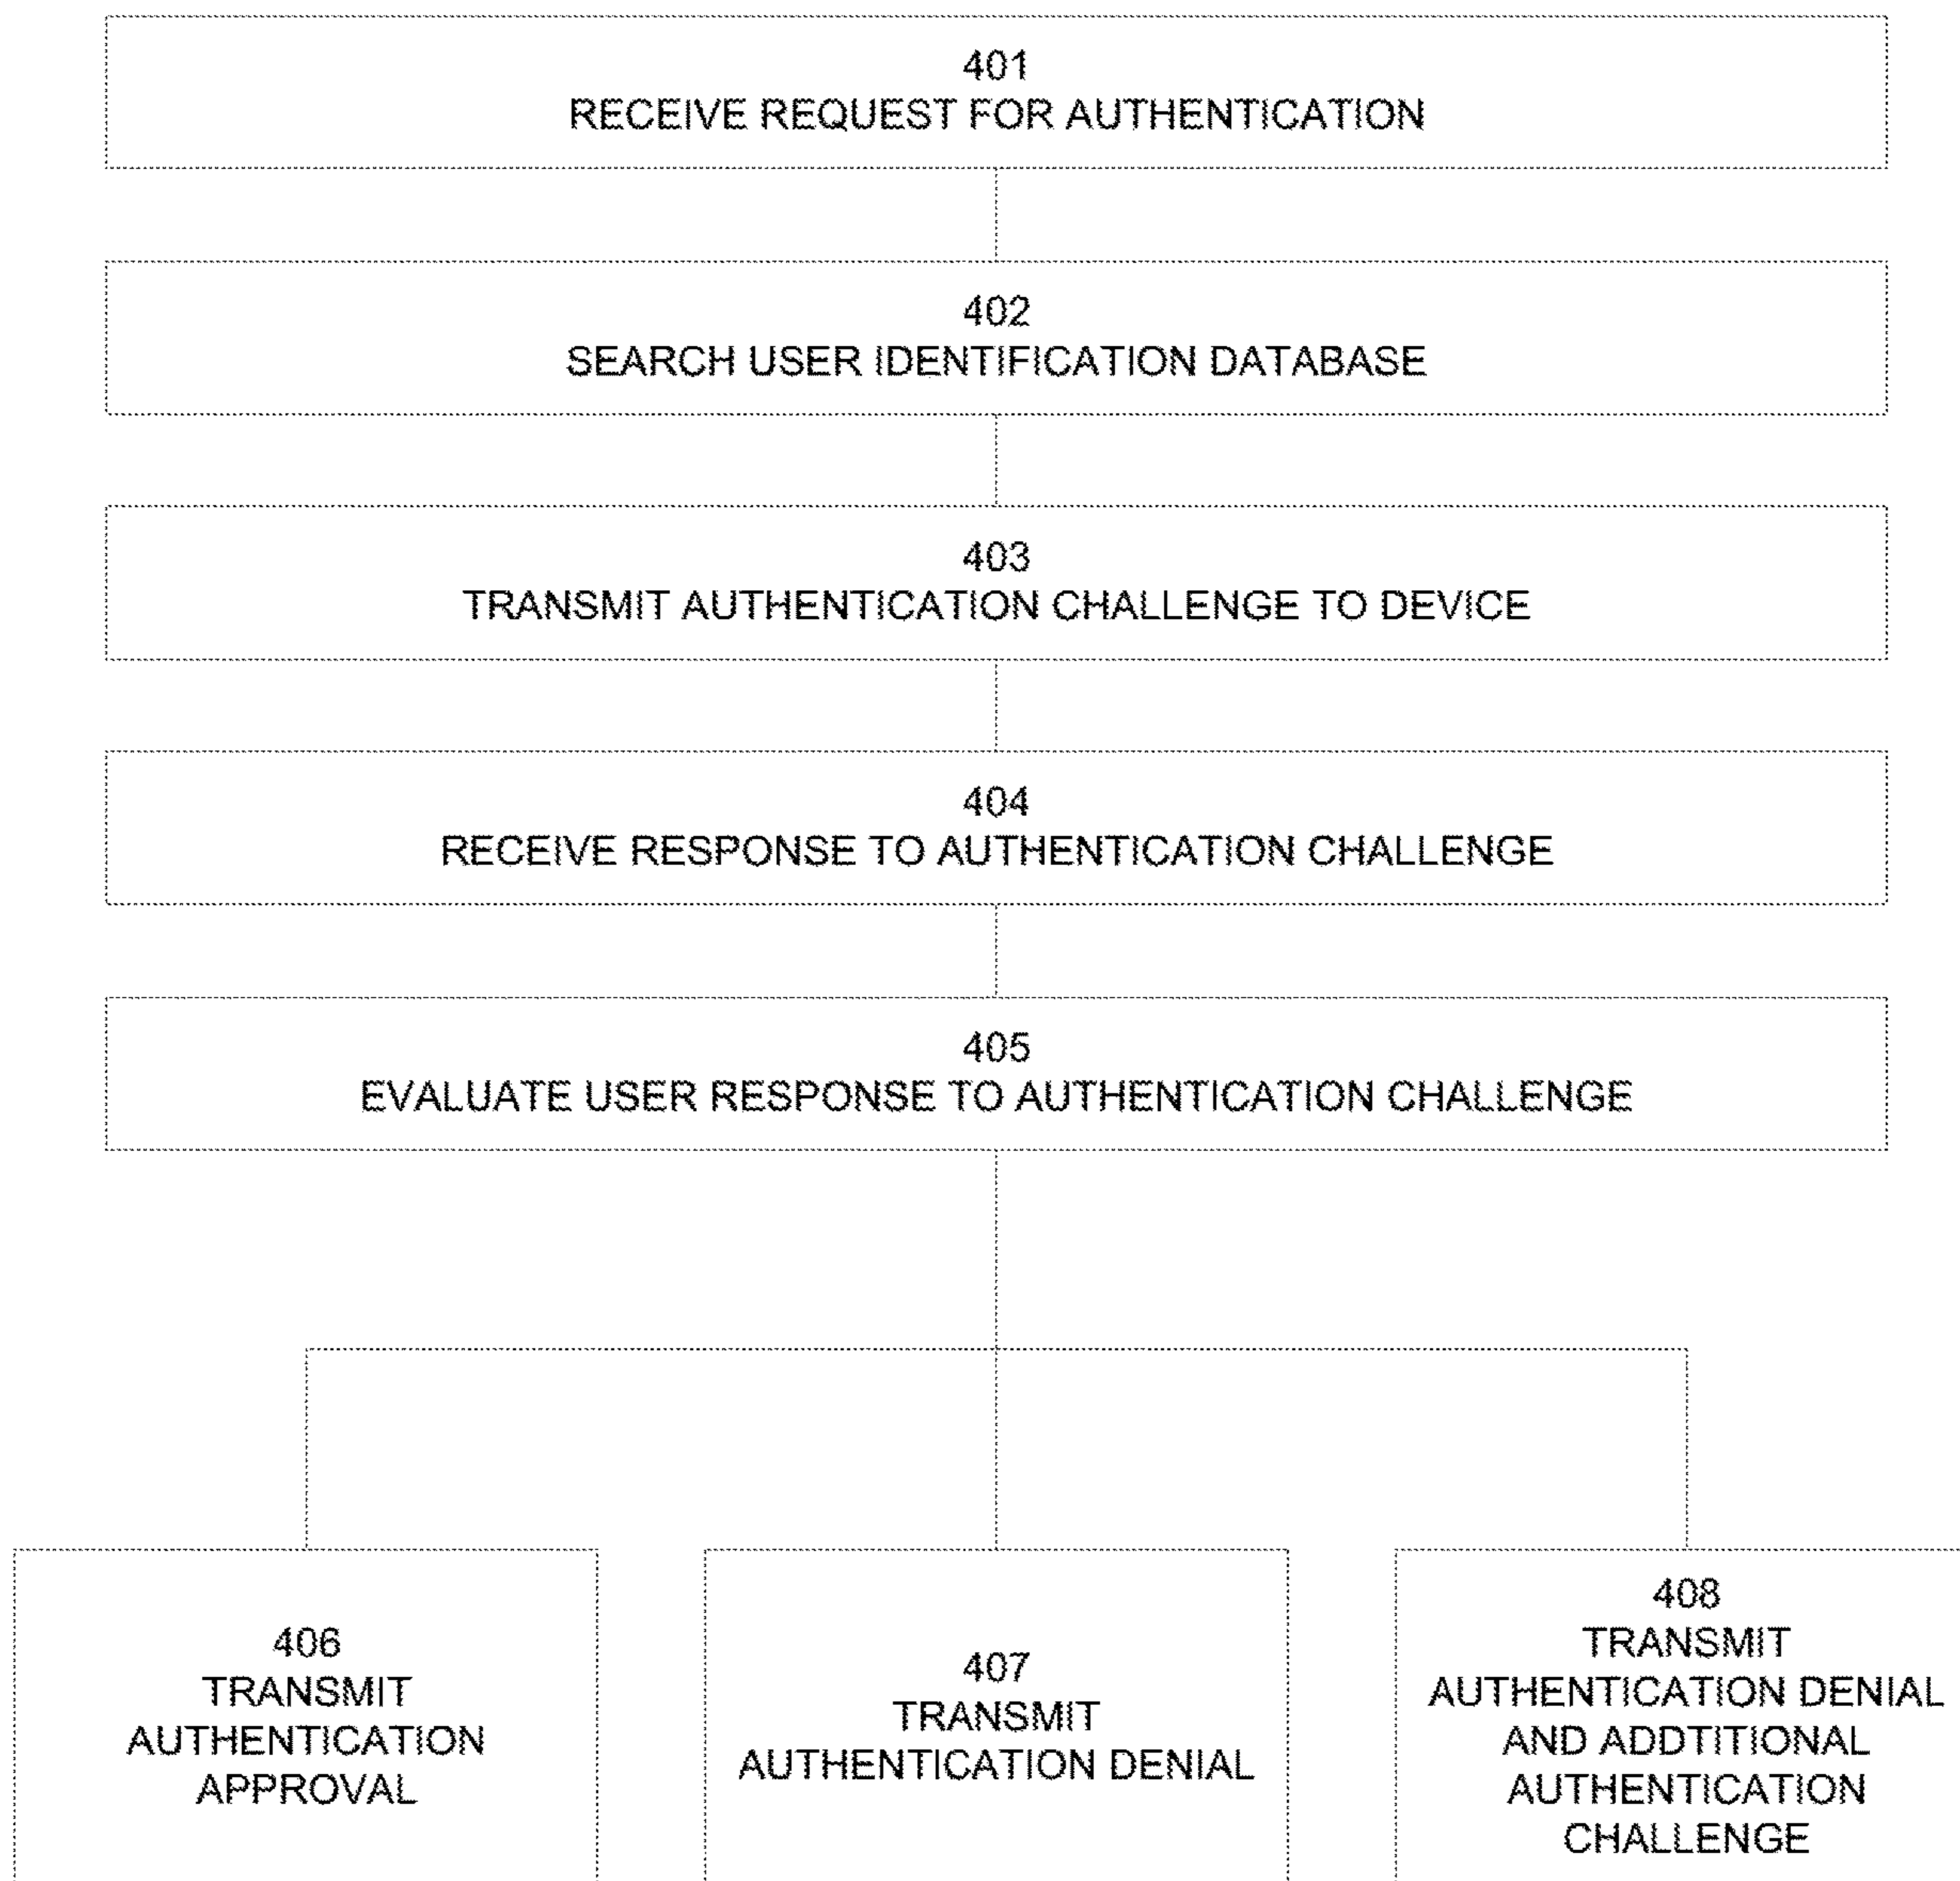 401
RECEIVE REQUEST FOR AUTHENTICATION
402
SEARCH USER IDENTIFICATION DATABASE
403
TRANSMIT AUTHENTICATION CHALLENGE TO DEVICE
404
RECEIVE RESPONSE TO AUTHENTICATION CHALLENGE
405
EVALUATE USER RESPONSE TO AUTHENTICATION CHALLENGE
406
TRANSMIT
AUTHENTICATION
APPROVAL
407
TRANSMIT
AUTHENTICATION DENIAL
408
TRANSMIT
AUTHENTICATION DENIAL
AND ADDTITIONAL
AUTHENTICATION
CHALLENGE